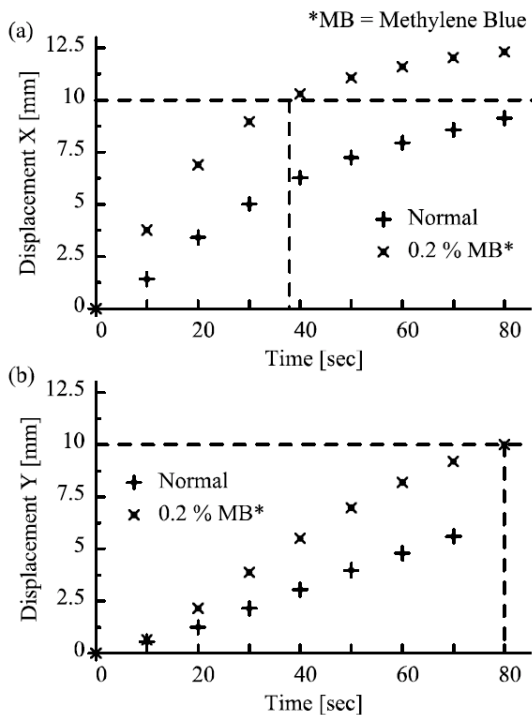 *MB = Methylene Blue
(a)
Displacement X [mm]
12.5
10
7.5
5
2.5
0
Normal
0.2 % MB*
0 20 40 60 80
Time [sec]
(b)
Displacement Y [mm]
12.5
10
7.5
5
2.5
0
Normal
0.2 % MB*
0 20 40 60 80
Time [sec]